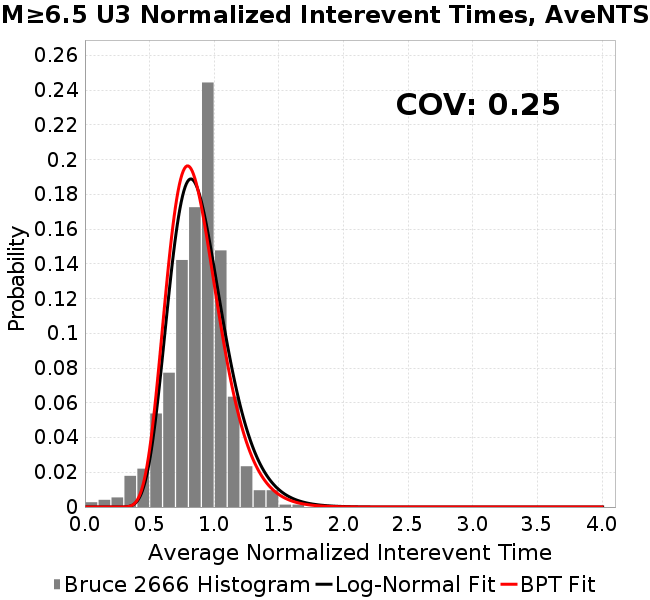 M≥6.5 U3 Normalized Interevent Times, AveNTS
COV: 0.25
Probability
0.26
0.24
0.22
0.2
0.18
0.16
0.14
0.12
0.1
0.08
0.06
0.04
0.02
0
0.0 0.5 1.0 1.5 2.0 2.5 3.0 3.5 4.0
Average Normalized Interevent Time
Bruce 2666 Histogram Log-Normal Fit BPT Fit